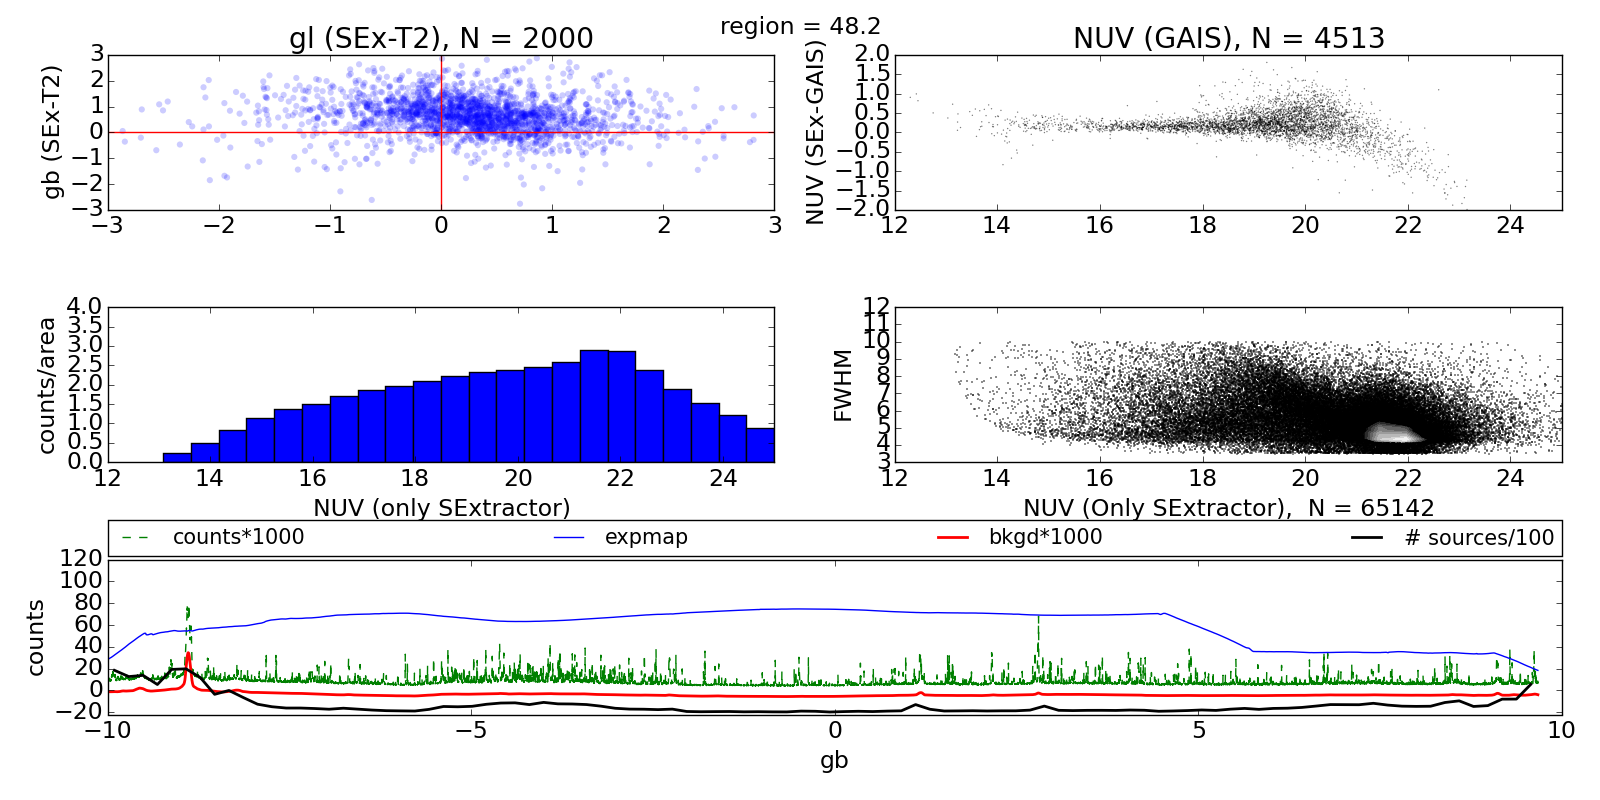 region = 48.2
gl (SEx-T2), N = 2000
gb (SEx-T2)
3
2
1
0
−1
−2
−3
−3 −2 −1 0 1 2 3
NUV (GAIS), N = 4513
NUV (SEx-GAIS)
2.0
1.5
1.0
0.5
0.0
−0.5
−1.0
−1.5
−2.0
12 14 16 18 20 22 24
counts/area
4.0
3.5
3.0
2.5
2.0
1.5
1.0
0.5
0.0
12 14 16 18 20 22 24
NUV (only SExtractor)
FWHM
12
11
10
9
8
7
6
5
4
3
12 14 16 18 20 22 24
NUV (Only SExtractor), N = 65142
counts*1000 expmap bkgd*1000 # sources/100
counts
120
100
80
60
40
20
0
−20
−10 −5 0 5 10
gb